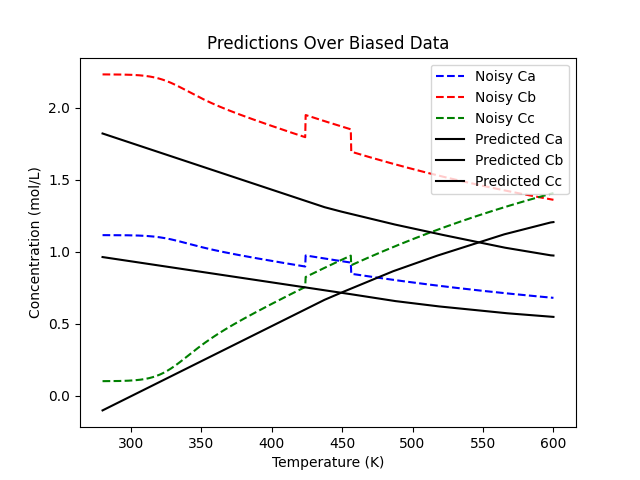 Predictions Over Biased Data
Noisy Ca
Noisy Cb
Noisy Cc
Predicted Ca
Predicted Cb
Predicted Cc
Concentration (mol/L)
2.0
1.5
1.0
0.5
0.0
300 350 400 450 500 550 600
Temperature (K)